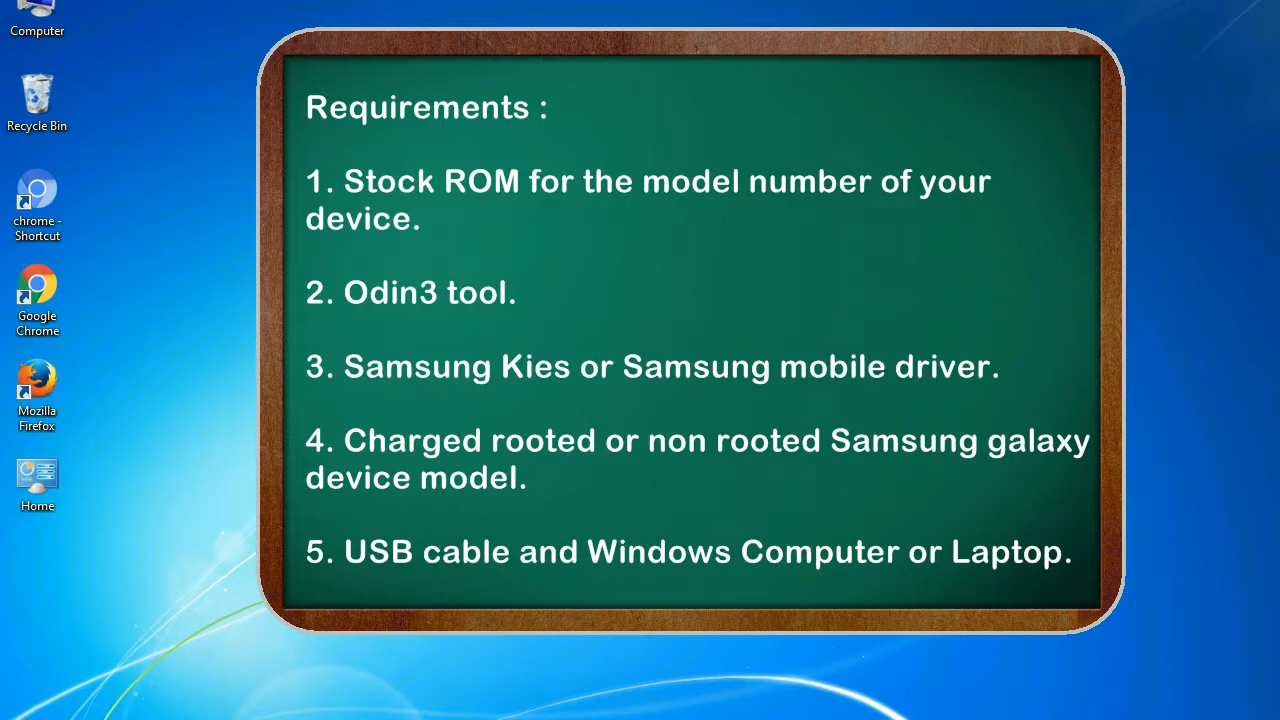 Computer
Recycle Bin
chrome -
Shortcut
Google
Chrome
Mozilla
Firefox
Home
Requirements :
1. Stock ROM for the model number of your
device.
2. Odin3 tool.
3. Samsung Kies or Samsung mobile driver.
4. Charged rooted or non rooted Samsung galaxy
device model.
5. USB cable and Windows Computer or Laptop.